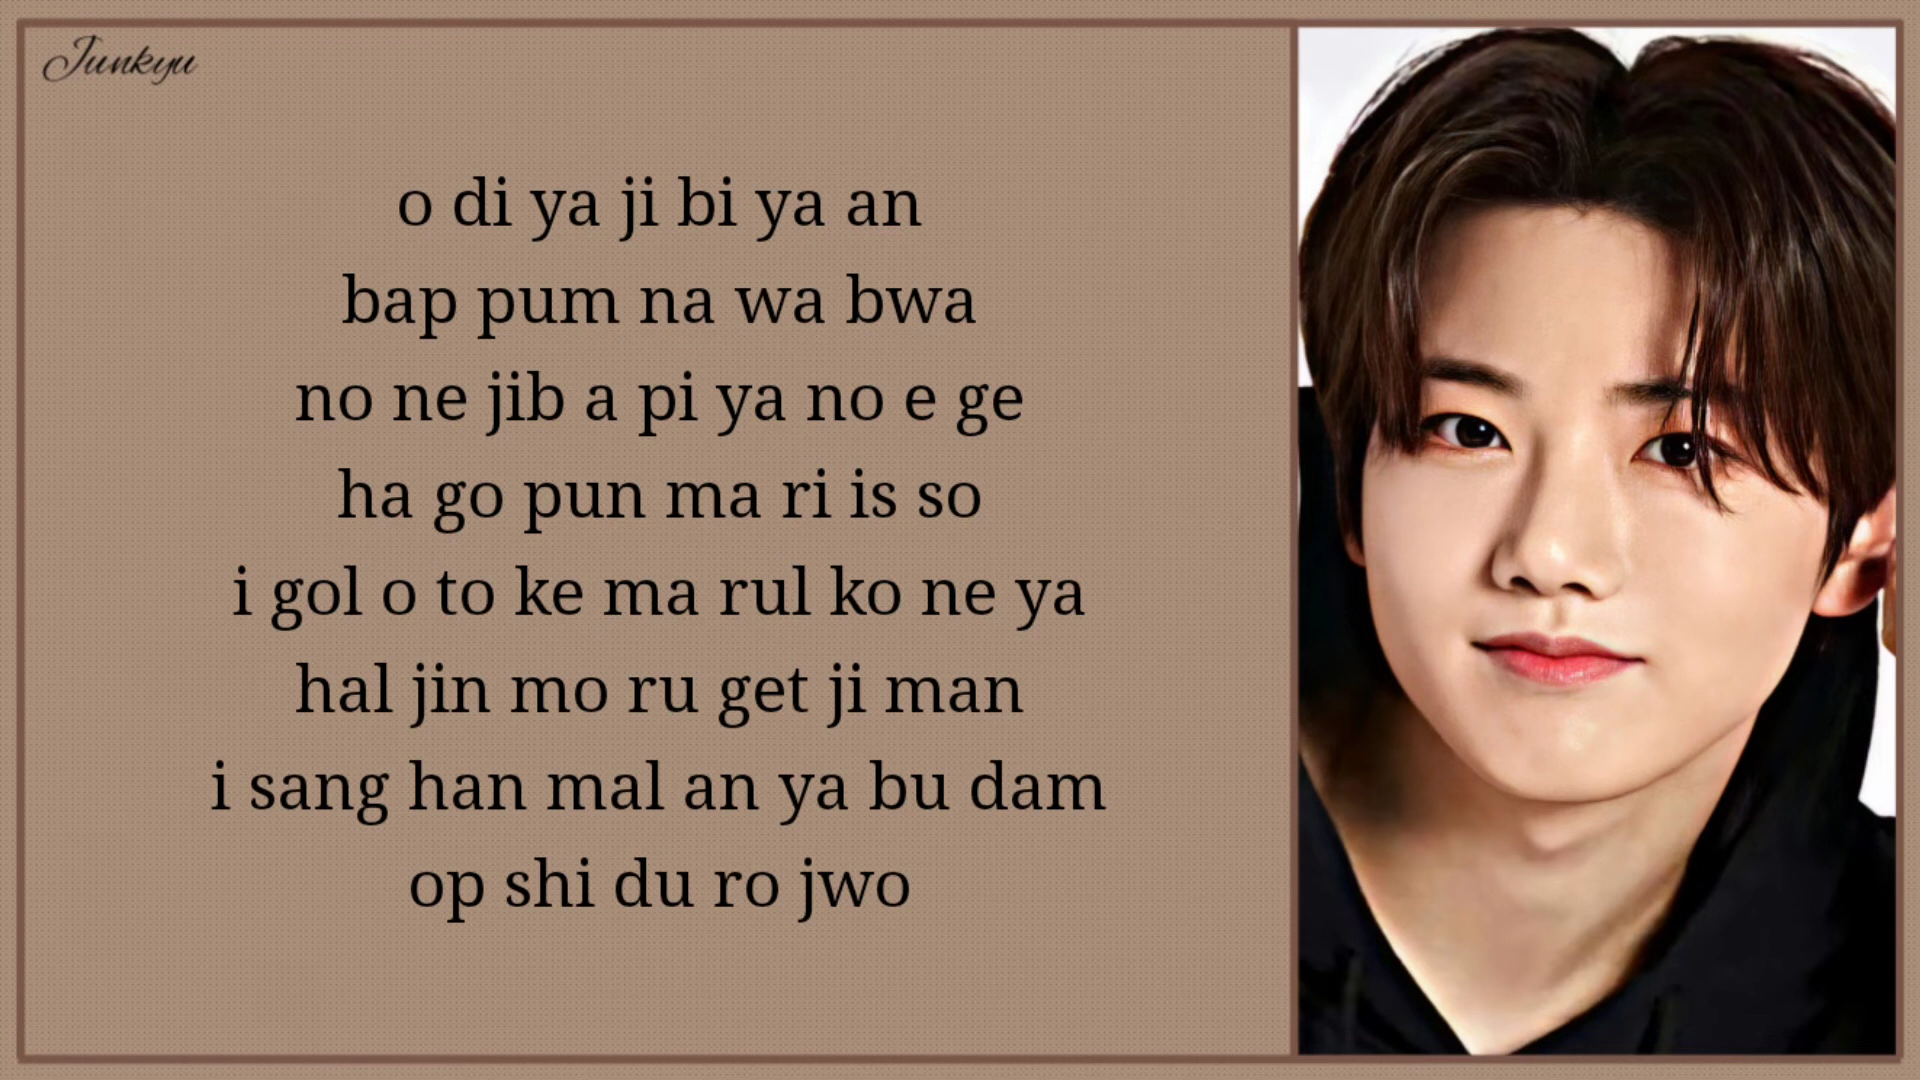 Junkyu
o di ya ji bi ya an
bap pum na wa bwa
no ne jib a pi ya no e ge
ha go pun ma ri is so
i gol o to ke ma rul ko ne ya
hal jin mo ru get ji man
i sang han mal an ya bu dam
op shi du ro jwo